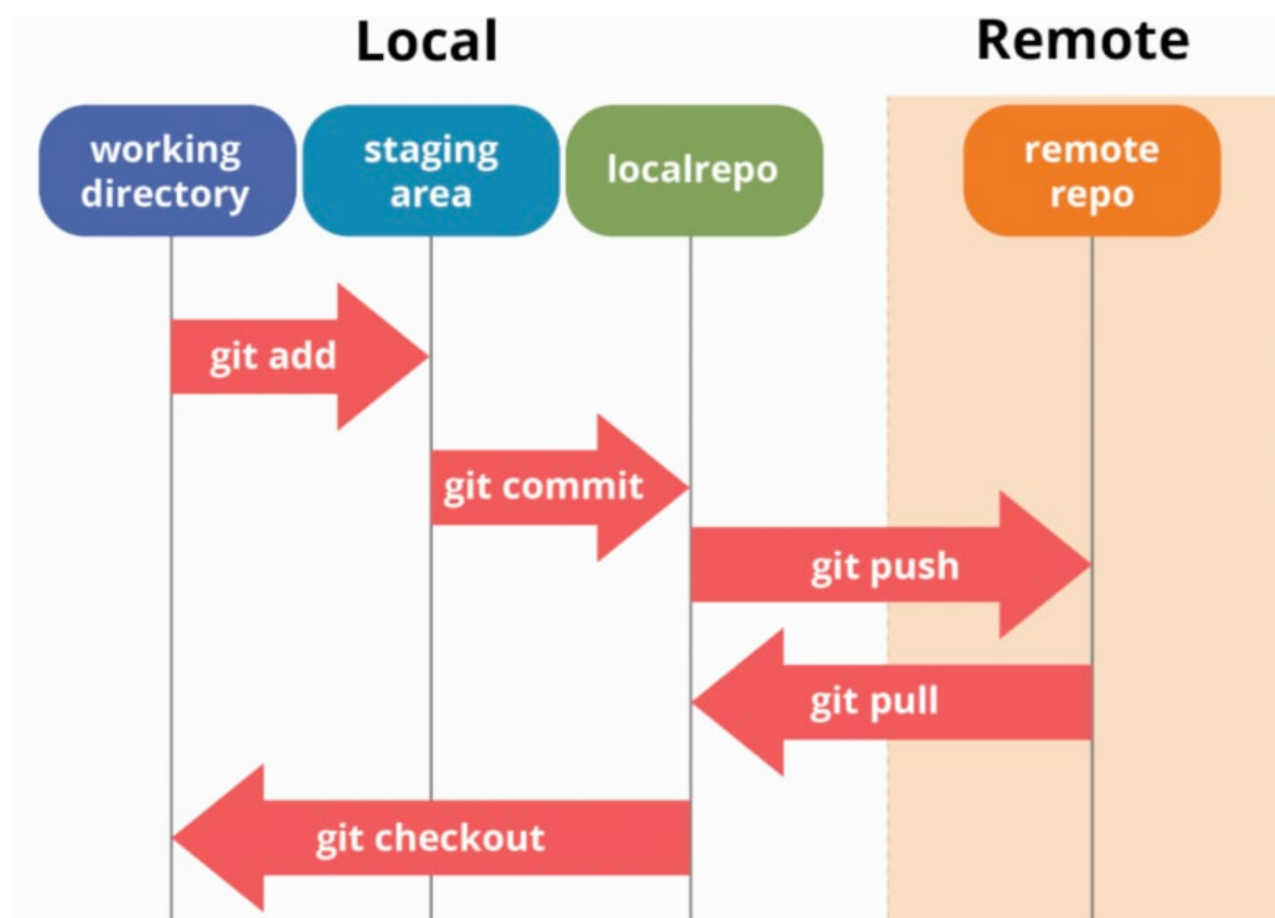 Local
Remote
working
directory
staging
area
localrepo
remote
repo
git add
git commit
git push
git pull
git checkout